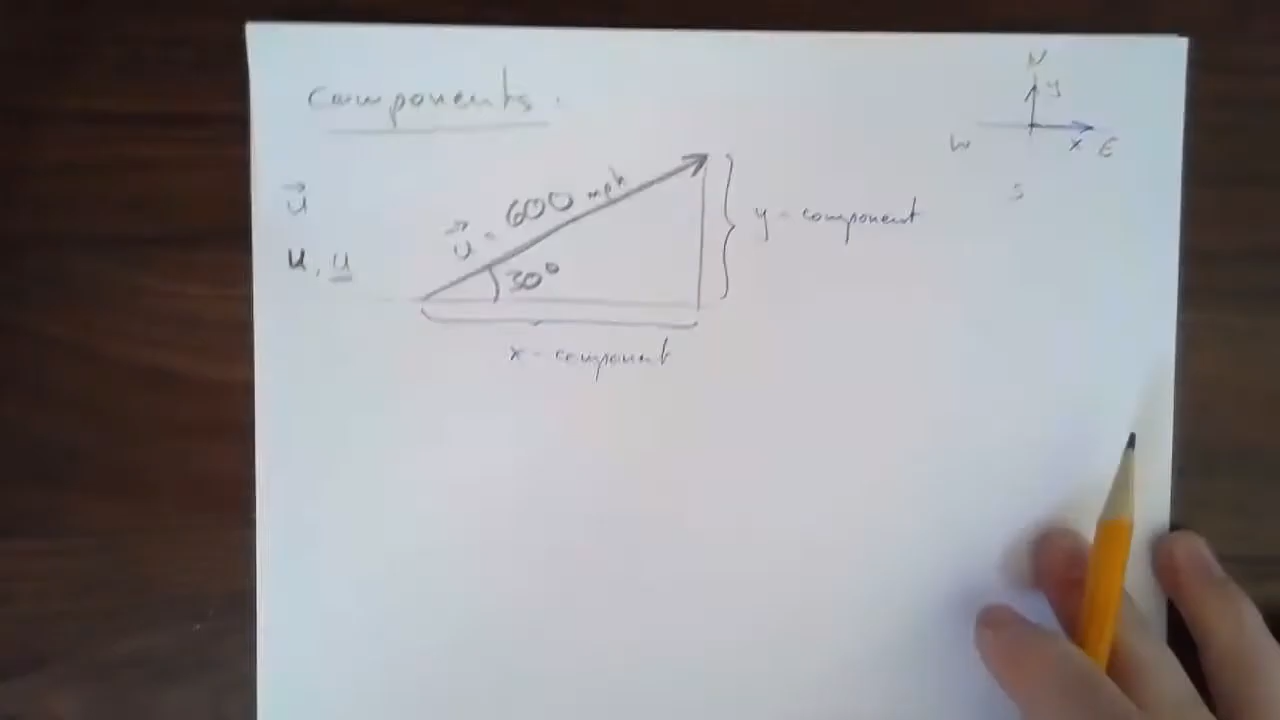 components.
N
y
W
x E
S
u⃗
u⃗ = 600 mph
y - component
u, u̲
30°
x - component